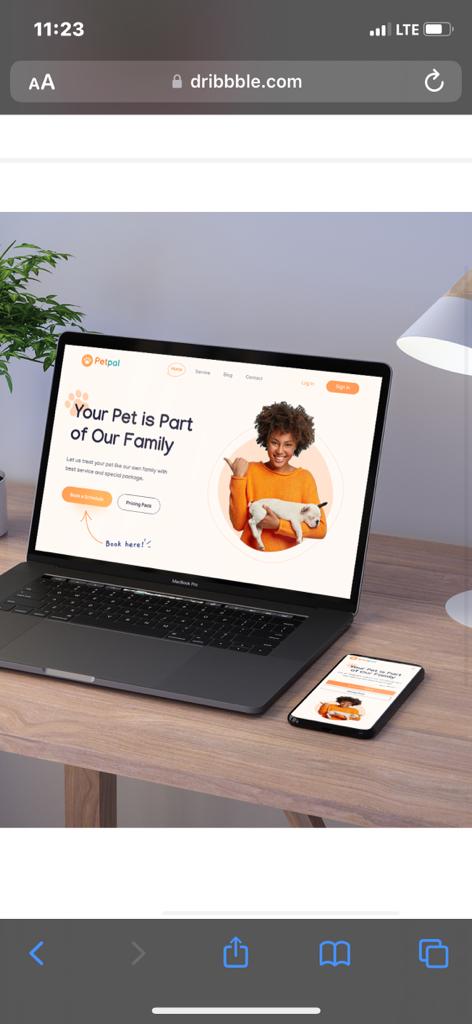 11:23
LTE
AA
dribbble.com
Petpal
Home
Service
Blog
Contact
Log In
Sign In
Your Pet is Part
of Our Family
Let us treat your pet like our own family with
best service and special package.
Book a Schedule
Pricing Pack
Book here!
MacBook Pro
Your Pet is Part
of Our Family